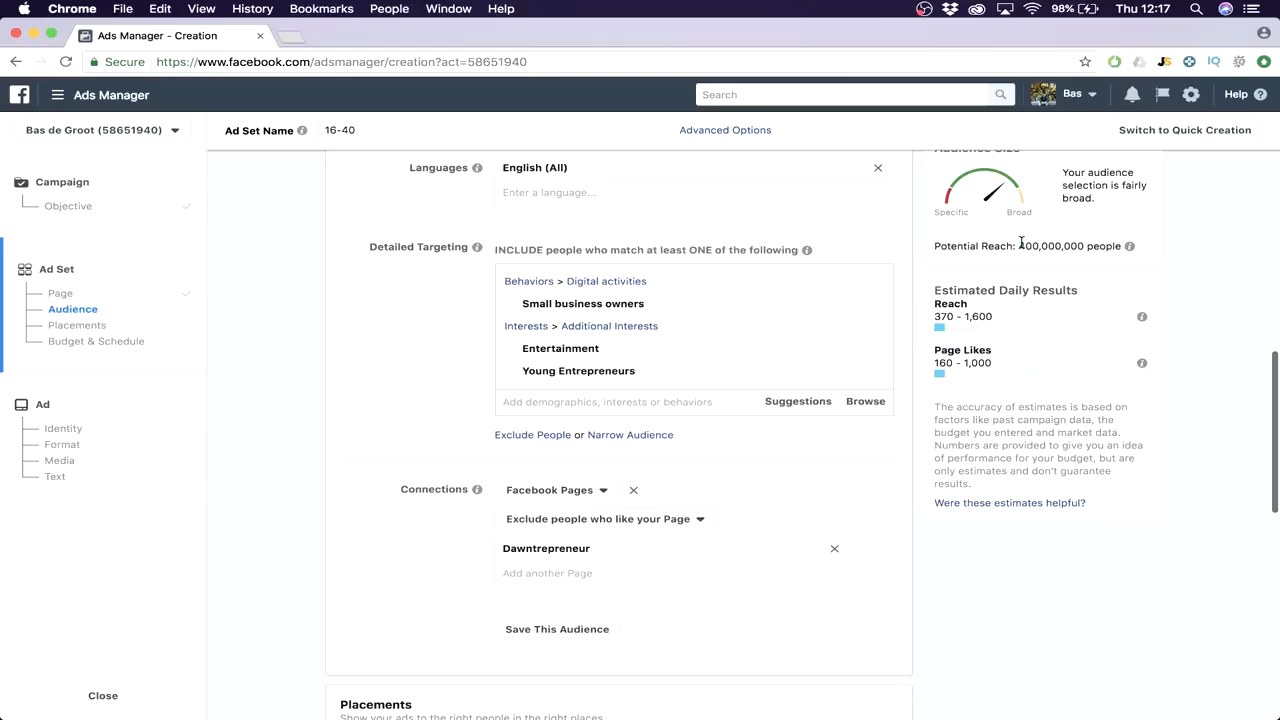 Chrome File Edit View History Bookmarks People Window Help 98% Thu 12:17
Ads Manager - Creation
Secure https://www.facebook.com/adsmanager/creation?act=58651940
Ads Manager Search Bas Help
Bas de Groot (58651940) Ad Set Name 16-40 Advanced Options Switch to Quick Creation
Campaign
Objective
Ad Set
Page
Audience
Placements
Budget & Schedule
Ad
Identity
Format
Media
Text
Close
Languages English (All)
Enter a language...
Detailed Targeting INCLUDE people who match at least ONE of the following
Behaviors > Digital activities
Small business owners
Interests > Additional Interests
Entertainment
Young Entrepreneurs
Add demographics, interests or behaviors Suggestions Browse
Exclude People or Narrow Audience
Connections Facebook Pages
Exclude people who like your Page
Dawntrepreneur
Add another Page
Save This Audience
Placements
Show your ads to the right people in the right places.
Audience Size
Your audience
selection is fairly
broad.
Specific Broad
Potential Reach: 400,000,000 people
Estimated Daily Results
Reach
370 - 1,600
Page Likes
160 - 1,000
The accuracy of estimates is based on
factors like past campaign data, the
budget you entered and market data.
Numbers are provided to give you an idea
of performance for your budget, but are
only estimates and don't guarantee
results.
Were these estimates helpful?